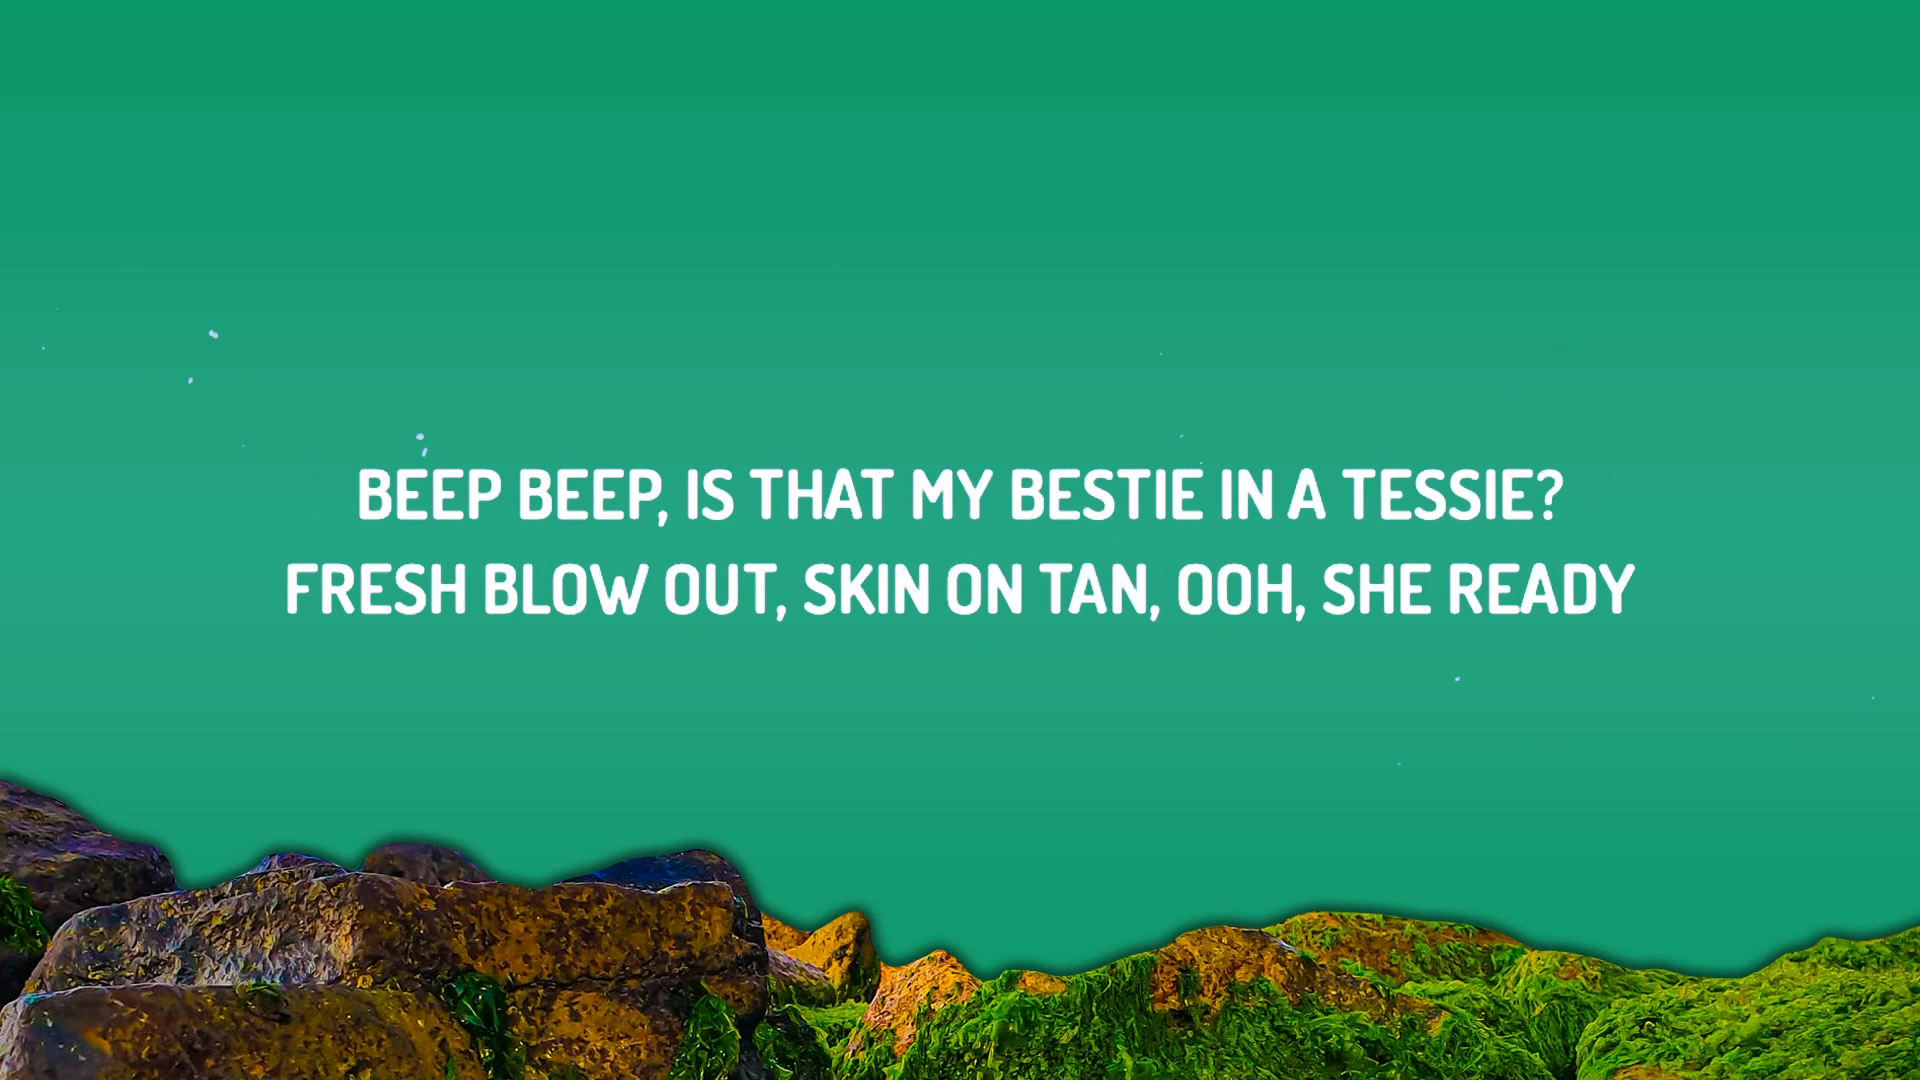 BEEP BEEP, IS THAT MY BESTIE IN A TESSIE?
FRESH BLOW OUT, SKIN ON TAN, OOH, SHE READY